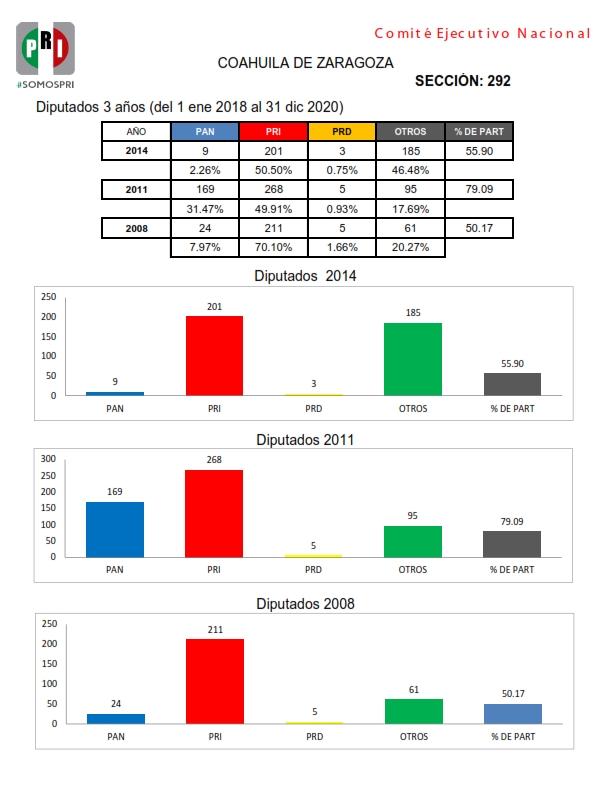 Comité Ejecutivo Nacional
PRI
#SOMOSPRI
COAHUILA DE ZARAGOZA
SECCIÓN: 292
Diputados 3 años (del 1 ene 2018 al 31 dic 2020)
AÑO PAN PRI PRD OTROS % DE PART
2014 9 201 3 185 55.90
2.26% 50.50% 0.75% 46.48%
2011 169 268 5 95 79.09
31.47% 49.91% 0.93% 17.69%
2008 24 211 5 61 50.17
7.97% 70.10% 1.66% 20.27%
Diputados 2014
250
200
150
100
50
0
9 201 3 185 55.90
PAN PRI PRD OTROS % DE PART
Diputados 2011
300
250
200
150
100
50
0
169 268 5 95 79.09
PAN PRI PRD OTROS % DE PART
Diputados 2008
250
200
150
100
50
0
24 211 5 61 50.17
PAN PRI PRD OTROS % DE PART